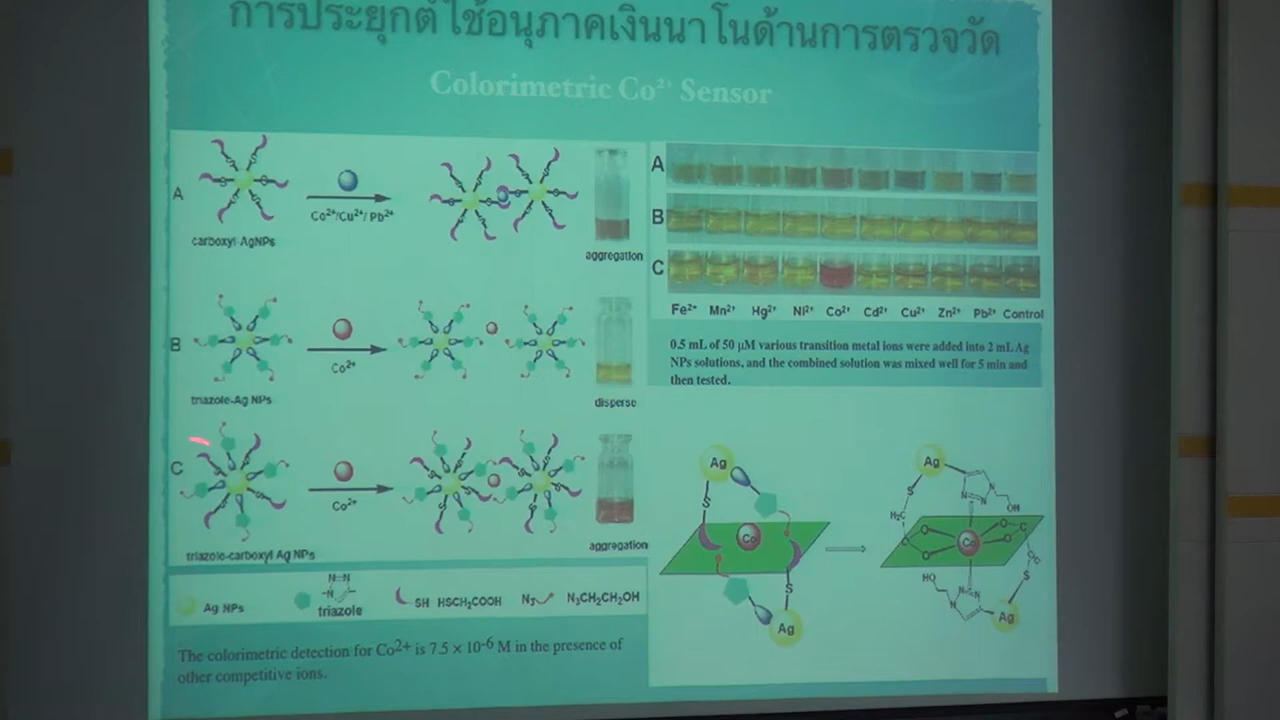 การประยุกต์ใช้อนุภาคเงินนาโนด้านการตรวจวัด
Colorimetric Co²⁺ Sensor
A
Co²⁺/Cu²⁺/Pb²⁺
carboxyl-AgNPs
aggregation
B
Co²⁺
triazole-Ag NPs
disperse
C
Co²⁺
triazole-carboxyl Ag NPs
aggregation
Ag NPs
N=N
-N
triazole
SH HSCH₂COOH
N₃
N₃CH₂CH₂OH
The colorimetric detection for Co2+ is 7.5 × 10⁻⁶ M in the presence of
other competitive ions.
A
B
C
Fe²⁺ Mn²⁺ Hg²⁺ Ni²⁺ Co²⁺ Cd²⁺ Cu²⁺ Zn²⁺ Pb²⁺ Control
0.5 mL of 50 μM various transition metal ions were added into 2 mL Ag
NPs solutions, and the combined solution was mixed well for 5 min and
then tested.
Ag
S
Co
S
Ag
Ag
S
N=N
N
OH
H₂C
O
O
C
C
O
O
Co
HO
S
N
Ag